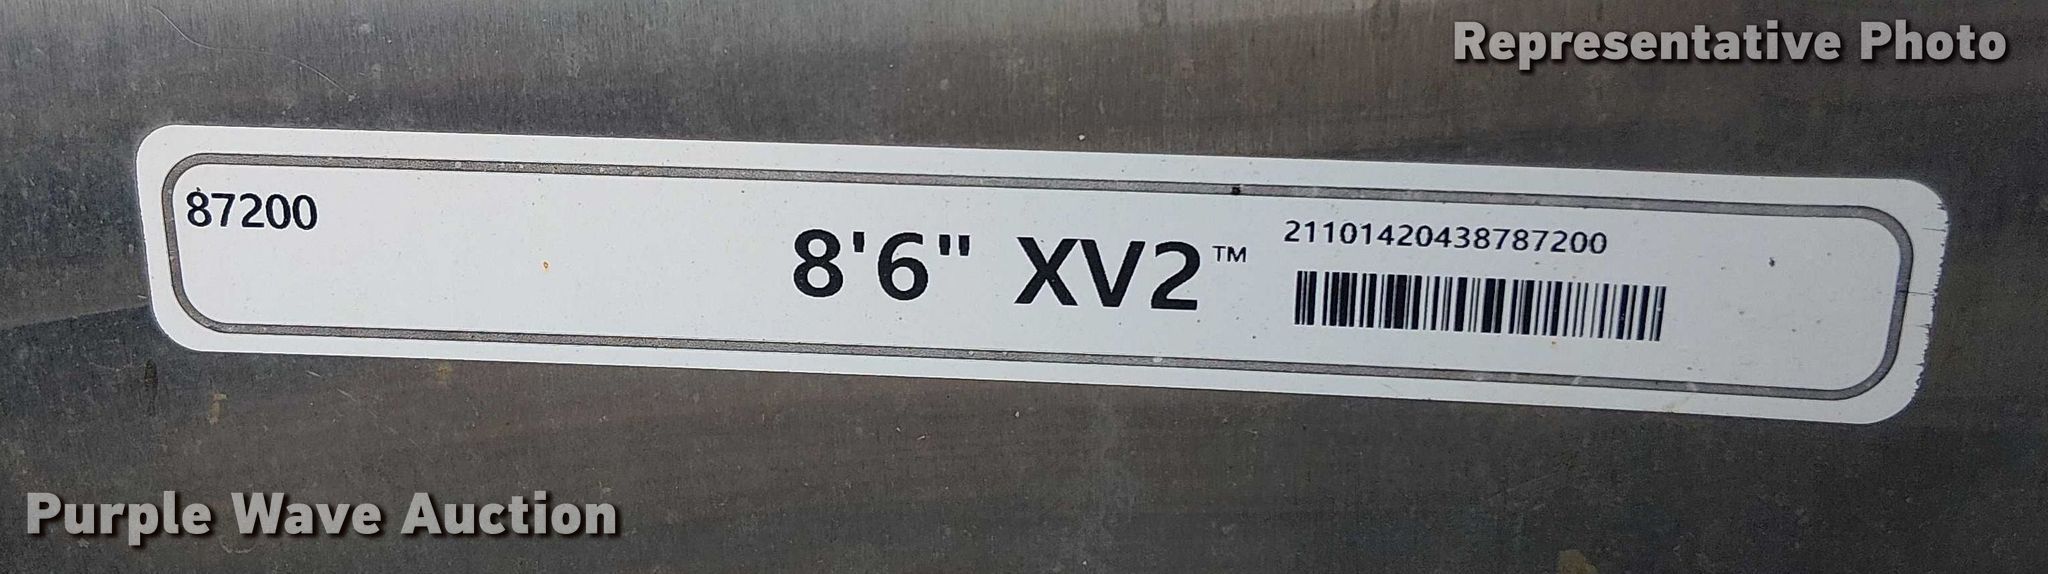 Representative Photo
87200
8'6" XV2™
21101420438787200
Purple Wave Auction